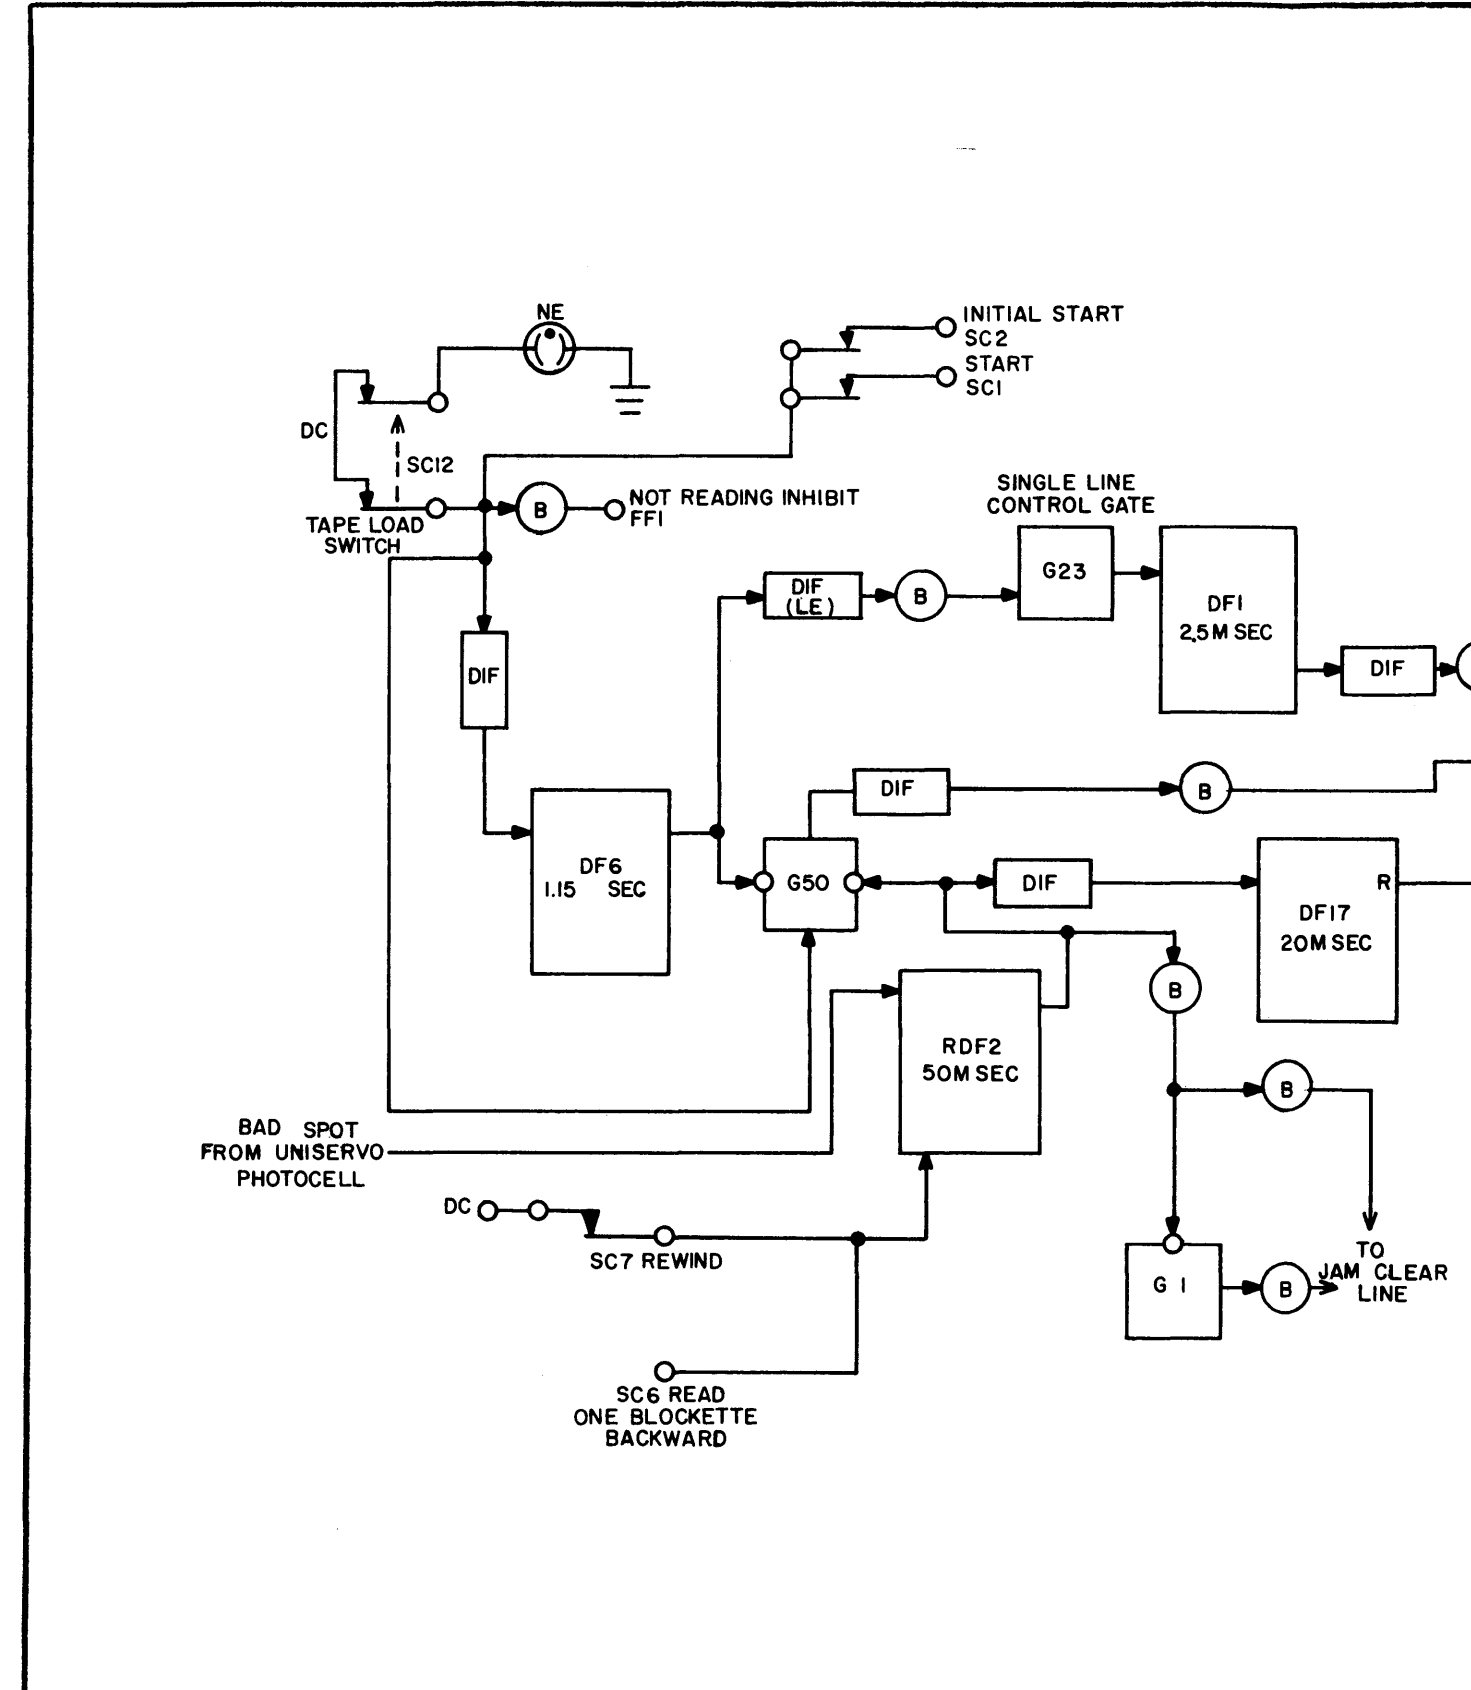 NE
INITIAL START
SC2
START
SC1
DC
SC12
TAPE LOAD
SWITCH
B
NOT READING INHIBIT
FF1
SINGLE LINE
CONTROL GATE
G23
DIF
(LE)
B
DF1
2.5 M SEC
DIF
DIF
DIF
B
DF6
1.15 SEC
G50
DIF
R
DF17
20M SEC
B
RDF2
50M SEC
B
BAD SPOT
FROM UNISERVO
PHOTOCELL
DC
SC7 REWIND
G 1
B
TO
JAM CLEAR
LINE
SC6 READ
ONE BLOCKETTE
BACKWARD